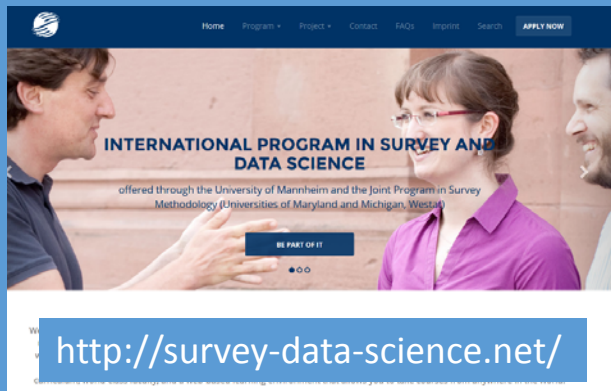 Home Program Project Contact FAQs Imprint Search APPLY NOW
INTERNATIONAL PROGRAM IN SURVEY AND
DATA SCIENCE
offered through the University of Mannheim and the Joint Program in Survey
Methodology (Universities of Maryland and Michigan, Westat)
BE PART OF IT
http://survey-data-science.net/